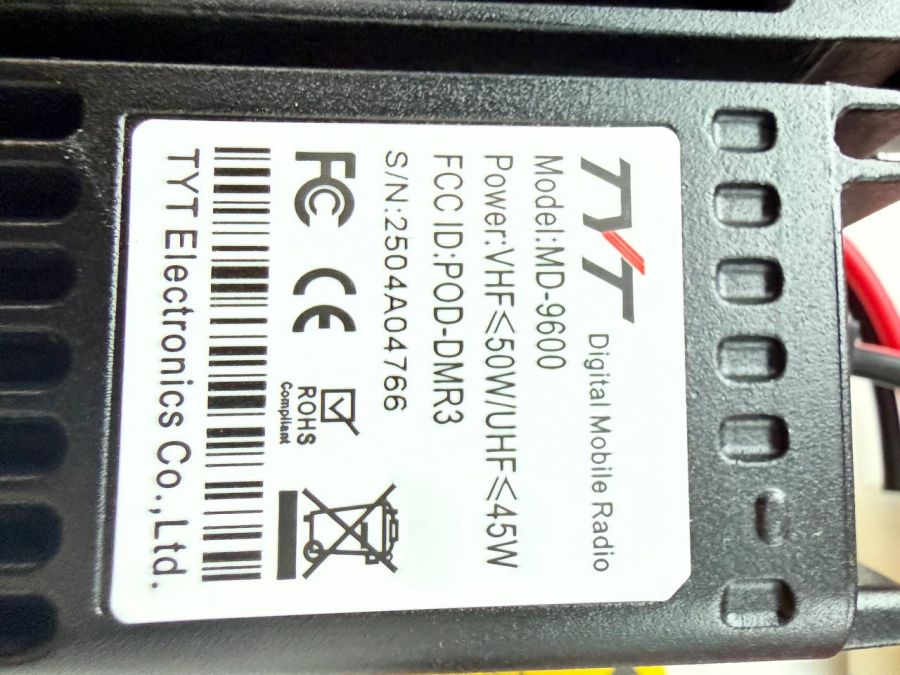 TYT Digital Mobile Radio
Model:MD-9600
Power:VHF≤50W/UHF≤45W
FCC ID:POD-DMR3
S/N:2504A04766
FC CE ROHS
compliant
TYT Electronics Co.,Ltd.